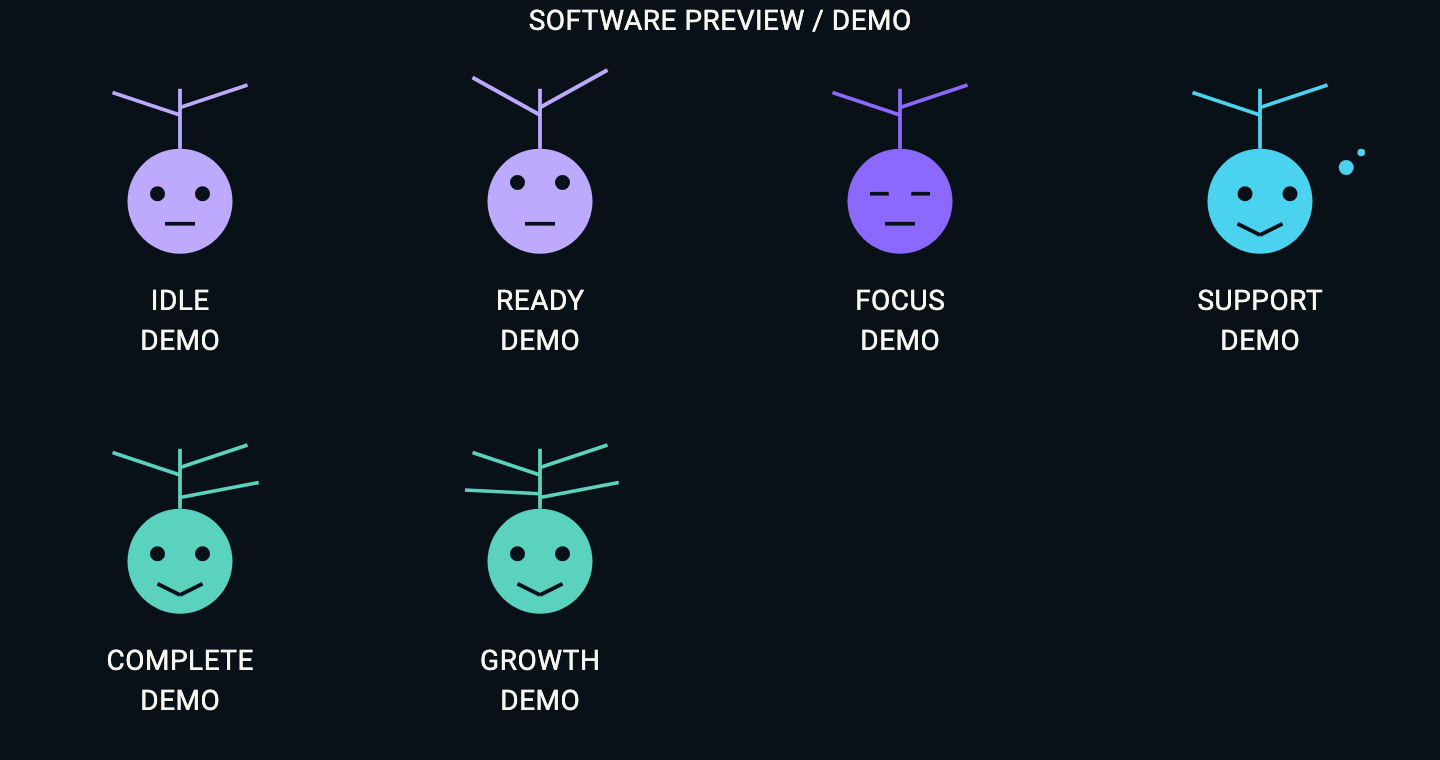 SOFTWARE PREVIEW / DEMO
IDLE
DEMO
READY
DEMO
FOCUS
DEMO
SUPPORT
DEMO
COMPLETE
DEMO
GROWTH
DEMO